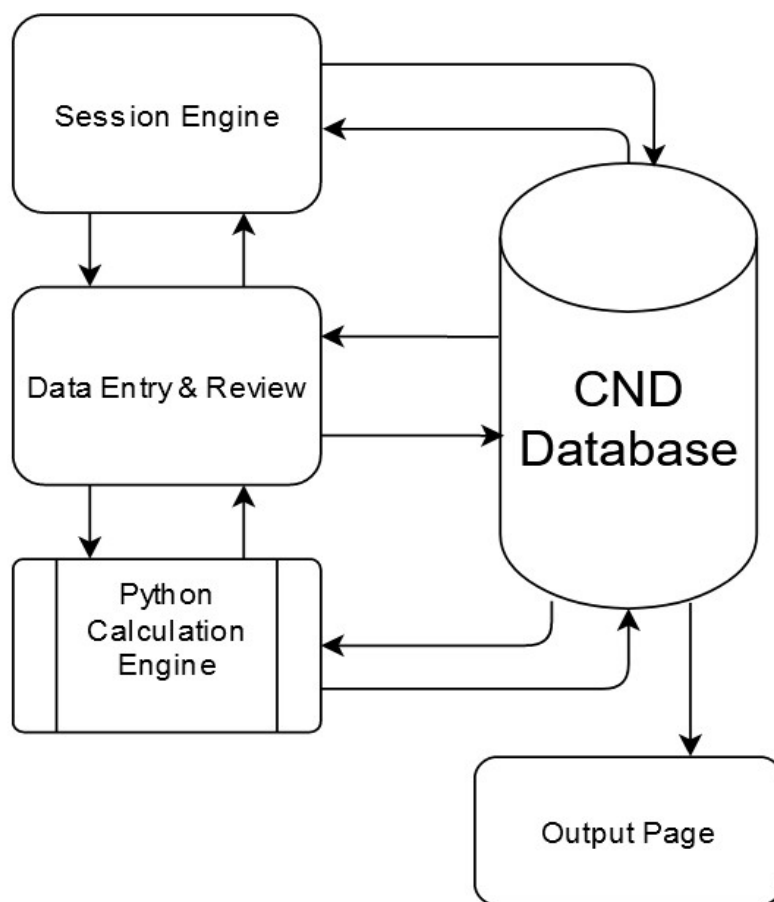 Session Engine
Data Entry & Review
CND
Database
Python
Calculation
Engine
Output Page